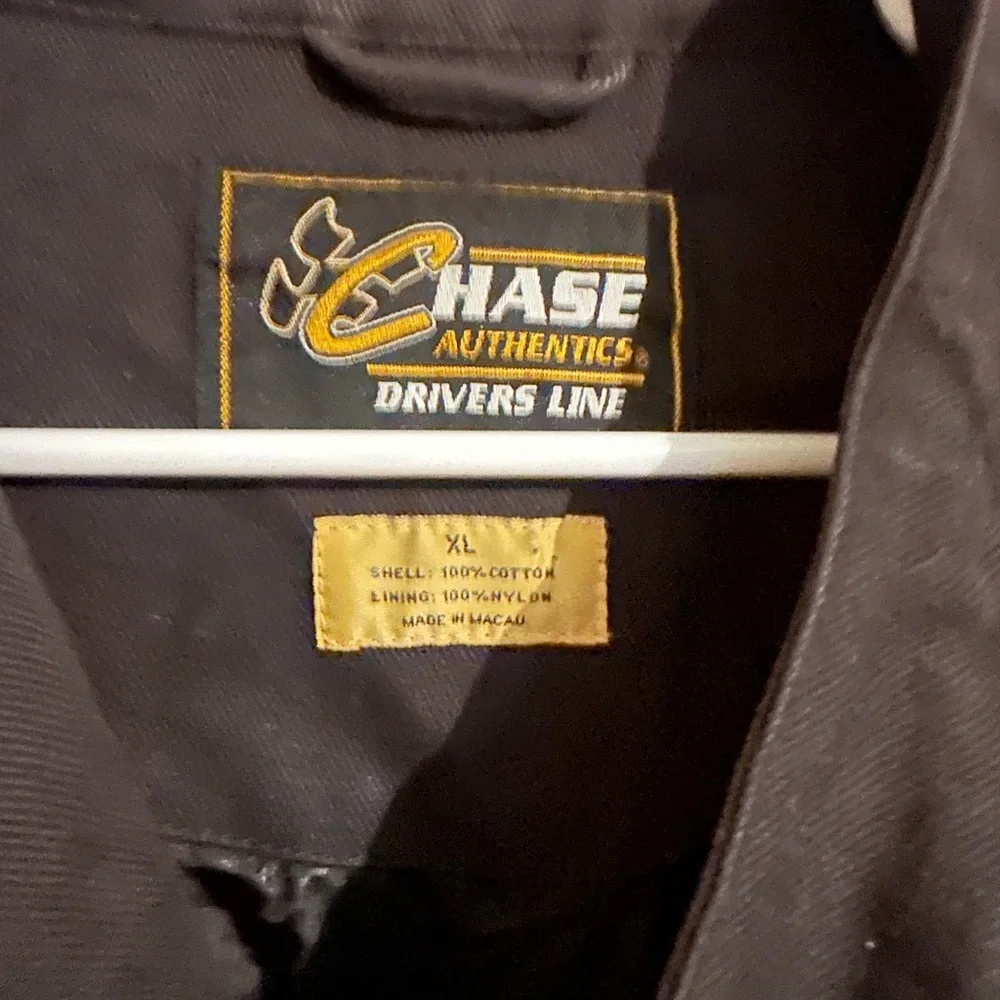 CHASE
AUTHENTICS®
DRIVERS LINE
XL
SHELL: 100% COTTON
LINING: 100% NYLON
MADE IN MACAU